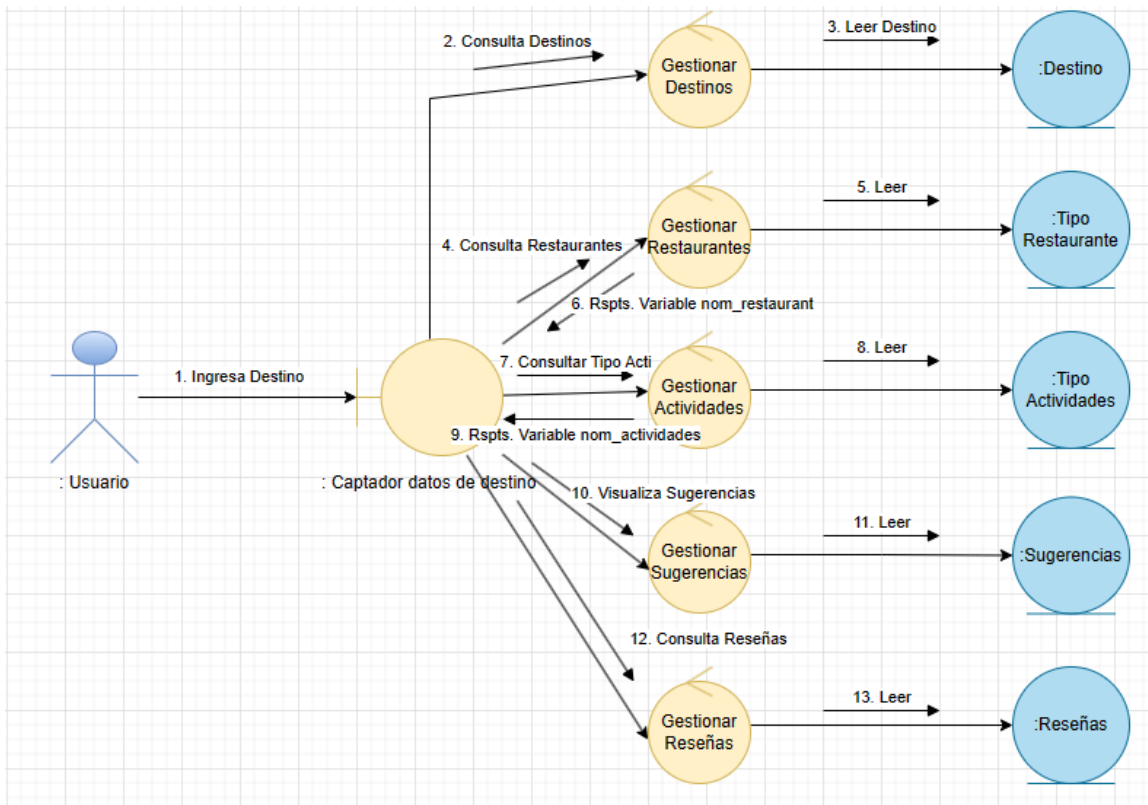 2. Consulta Destinos
3. Leer Destino
Gestionar
Destinos
:Destino
4. Consulta Restaurantes
Gestionar
Restaurantes
5. Leer
:Tipo
Restaurante
6. Rspts. Variable nom_restaurant
1. Ingresa Destino
7. Consultar Tipo Acti
Gestionar
Actividades
8. Leer
:Tipo
Actividades
9. Rspts. Variable nom_actividades
: Usuario
: Captador datos de destino
10. Visualiza Sugerencias
Gestionar
Sugerencias
11. Leer
:Sugerencias
12. Consulta Reseñas
Gestionar
Reseñas
13. Leer
:Reseñas